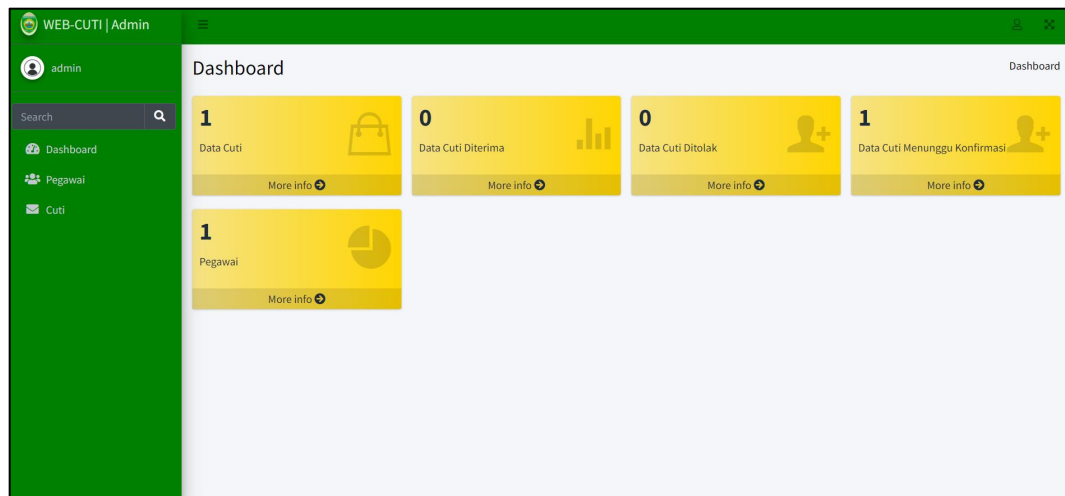 WEB-CUTI | Admin
admin
Search
Dashboard
Pegawai
Cuti
Dashboard
Dashboard
1
Data Cuti
More info
0
Data Cuti Diterima
More info
0
Data Cuti Ditolak
More info
1
Data Cuti Menunggu Konfirmasi
More info
1
Pegawai
More info